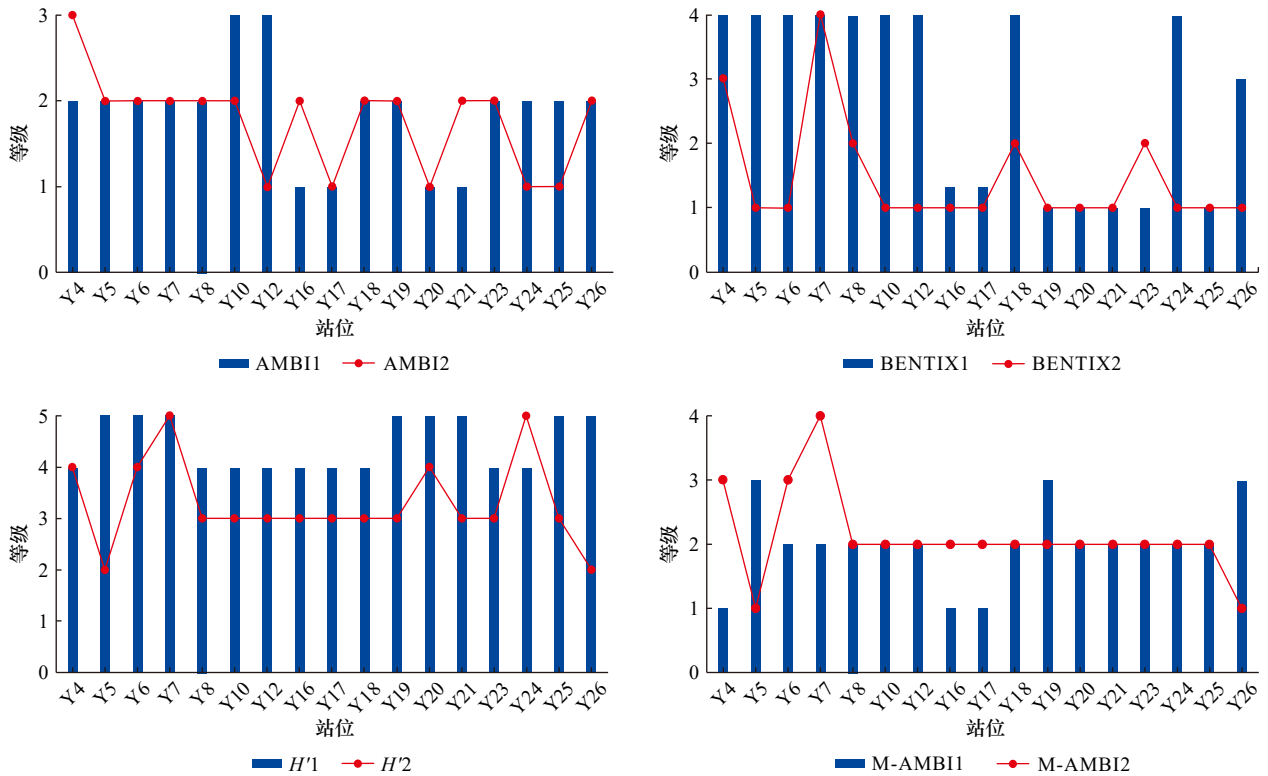 3
2
1
0
等级
Y4 Y5 Y6 Y7 Y8 Y10 Y12 Y16 Y17 Y18 Y19 Y20 Y21 Y23 Y24 Y25 Y26
站位
AMBI1 AMBI2
4
3
2
1
0
等级
Y4 Y5 Y6 Y7 Y8 Y10 Y12 Y16 Y17 Y18 Y19 Y20 Y21 Y23 Y24 Y25 Y26
站位
BENTIX1 BENTIX2
5
4
3
2
1
0
等级
Y4 Y5 Y6 Y7 Y8 Y10 Y12 Y16 Y17 Y18 Y19 Y20 Y21 Y23 Y24 Y25 Y26
站位
H'1 H'2
4
3
2
1
0
等级
Y4 Y5 Y6 Y7 Y8 Y10 Y12 Y16 Y17 Y18 Y19 Y20 Y21 Y23 Y24 Y25 Y26
站位
M-AMBI1 M-AMBI2